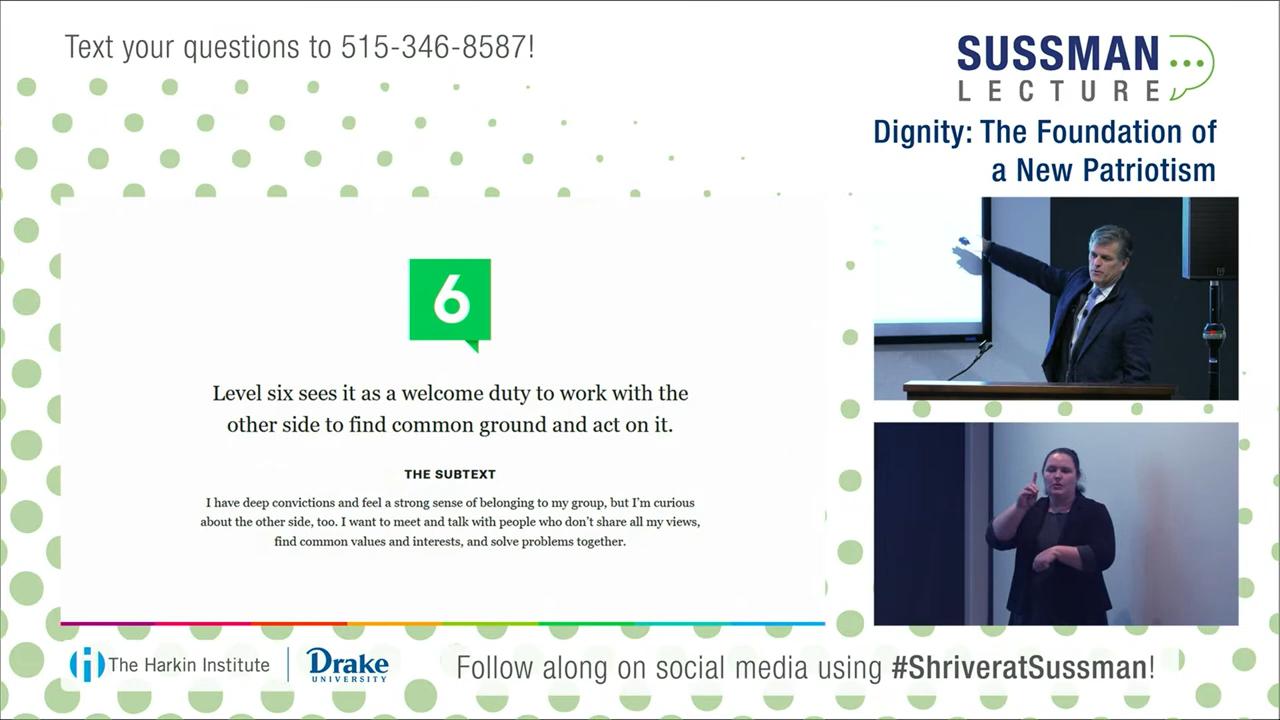 Text your questions to 515-346-8587!
SUSSMAN
LECTURE
Dignity: The Foundation of
a New Patriotism
6
Level six sees it as a welcome duty to work with the
other side to find common ground and act on it.
THE SUBTEXT
I have deep convictions and feel a strong sense of belonging to my group, but I'm curious
about the other side, too. I want to meet and talk with people who don't share all my views,
find common values and interests, and solve problems together.
The Harkin Institute
Drake
UNIVERSITY
Follow along on social media using #ShriveratSussman!